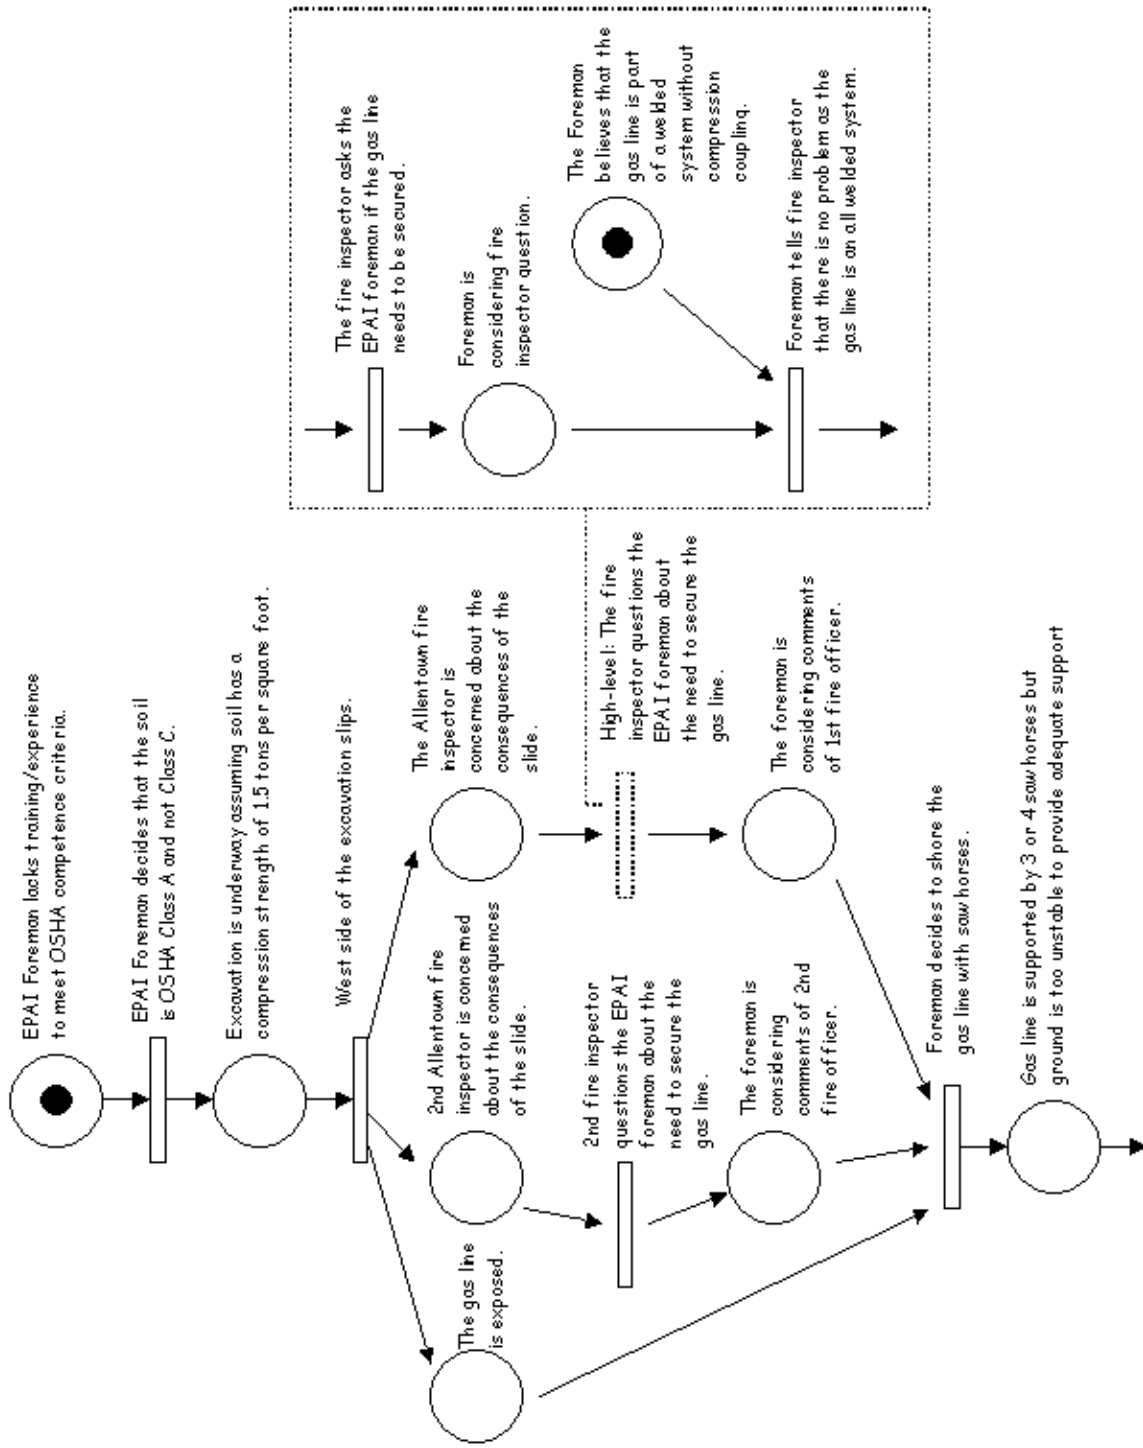 EPAI Foreman lacks training/experience
to meet OSHA competence criteria.
EPAI Foreman decides that the soil
is OSHA Class A and not Class C.
Excavation is underway assuming soil has a
compression strength of 1.5 tons per square foot.
West side of the excavation slips.
The gas line
is exposed.
2nd Allentown fire
inspector is concerned
about the consequences
of the slide.
The Allentown fire
inspector is
concerned about the
consequences of the
slide.
2nd fire inspector
questions the EPAI
foreman about the
need to secure the
gas line.
High-level: The fire
inspector questions the
EPAI foreman about
the need to secure the
gas line.
The foreman is
considering
comments of 2nd
fire officer.
The foreman is
considering comments
of 1st fire officer.
Foreman decides to shore the
gas line with saw horses.
Gas line is supported by 3 or 4 saw horses but
ground is too unstable to provide adequate support
The fire inspector asks the
EPAI foreman if the gas line
needs to be secured.
Foreman is
considering fire
inspector question.
The Foreman
believes that the
gas line is part
of a welded
system without
compression
coupling.
Foreman tells fire inspector
that there is no problem as the
gas line is an all welded system.